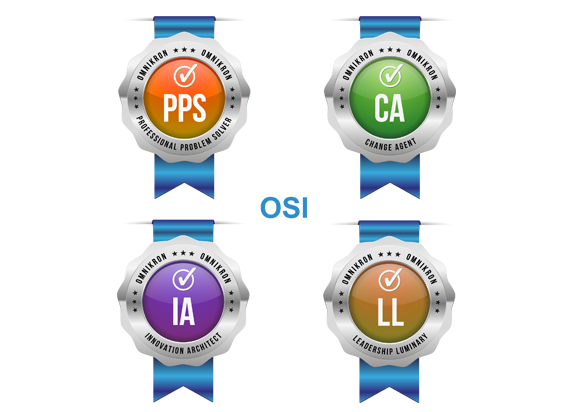 OMNIKRON ★★★ OMNIKRON
PPS
PROFESSIONAL PROBLEM SOLVER
OMNIKRON ★★★ OMNIKRON
CA
CHANGE AGENT
OSI
OMNIKRON ★★★ OMNIKRON
IA
INNOVATION ARCHITECT
OMNIKRON ★★★ OMNIKRON
LL
LEADERSHIP LUMINARY